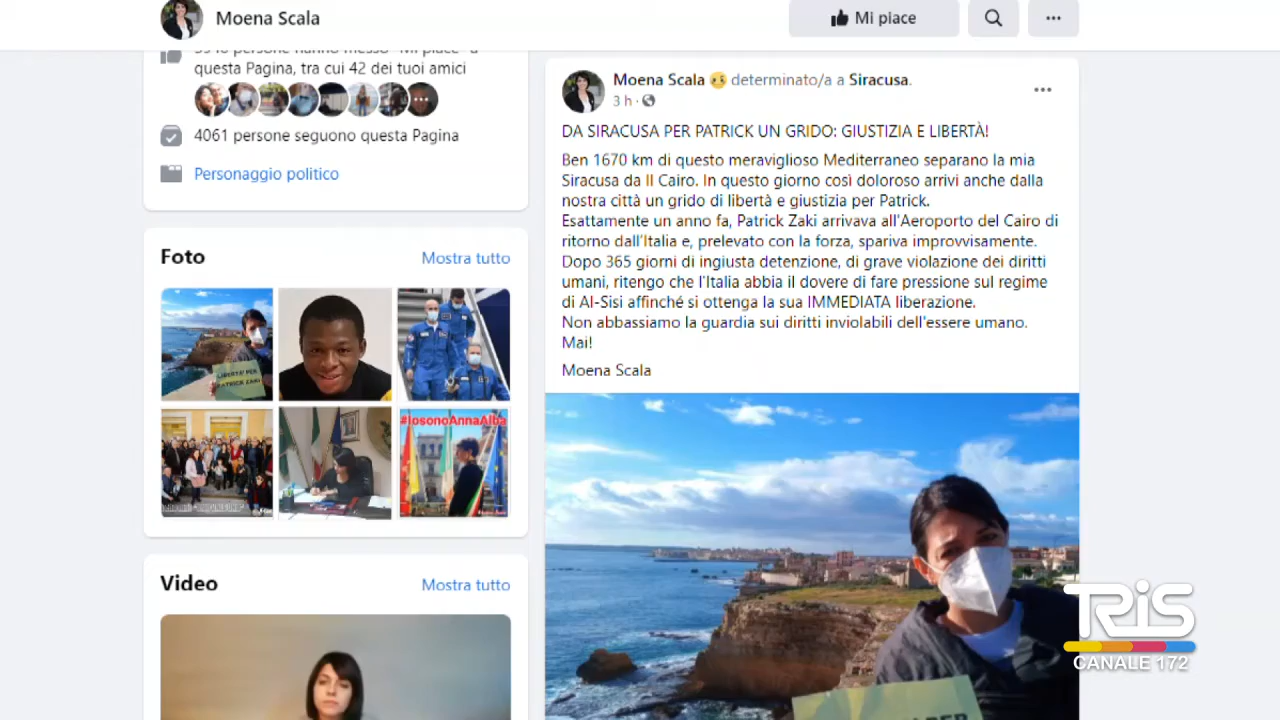 Moena Scala
Mi piace
questa Pagina, tra cui 42 dei tuoi amici
4061 persone seguono questa Pagina
Personaggio politico
Foto
Mostra tutto
LIBERTÀ PER
PATRICK ZAKI
#IosonoAnnaAlba
Video
Mostra tutto
Moena Scala determinato/a a Siracusa.
3 h ·
DA SIRACUSA PER PATRICK UN GRIDO: GIUSTIZIA E LIBERTÀ!
Ben 1670 km di questo meraviglioso Mediterraneo separano la mia
Siracusa da Il Cairo. In questo giorno così doloroso arrivi anche dalla
nostra città un grido di libertà e giustizia per Patrick.
Esattamente un anno fa, Patrick Zaki arrivava all'Aeroporto del Cairo di
ritorno dall'Italia e, prelevato con la forza, spariva improvvisamente.
Dopo 365 giorni di ingiusta detenzione, di grave violazione dei diritti
umani, ritengo che l'Italia abbia il dovere di fare pressione sul regime
di Al-Sisi affinché si ottenga la sua IMMEDIATA liberazione.
Non abbassiamo la guardia sui diritti inviolabili dell'essere umano.
Mai!
Moena Scala
TRIS
CANALE 172